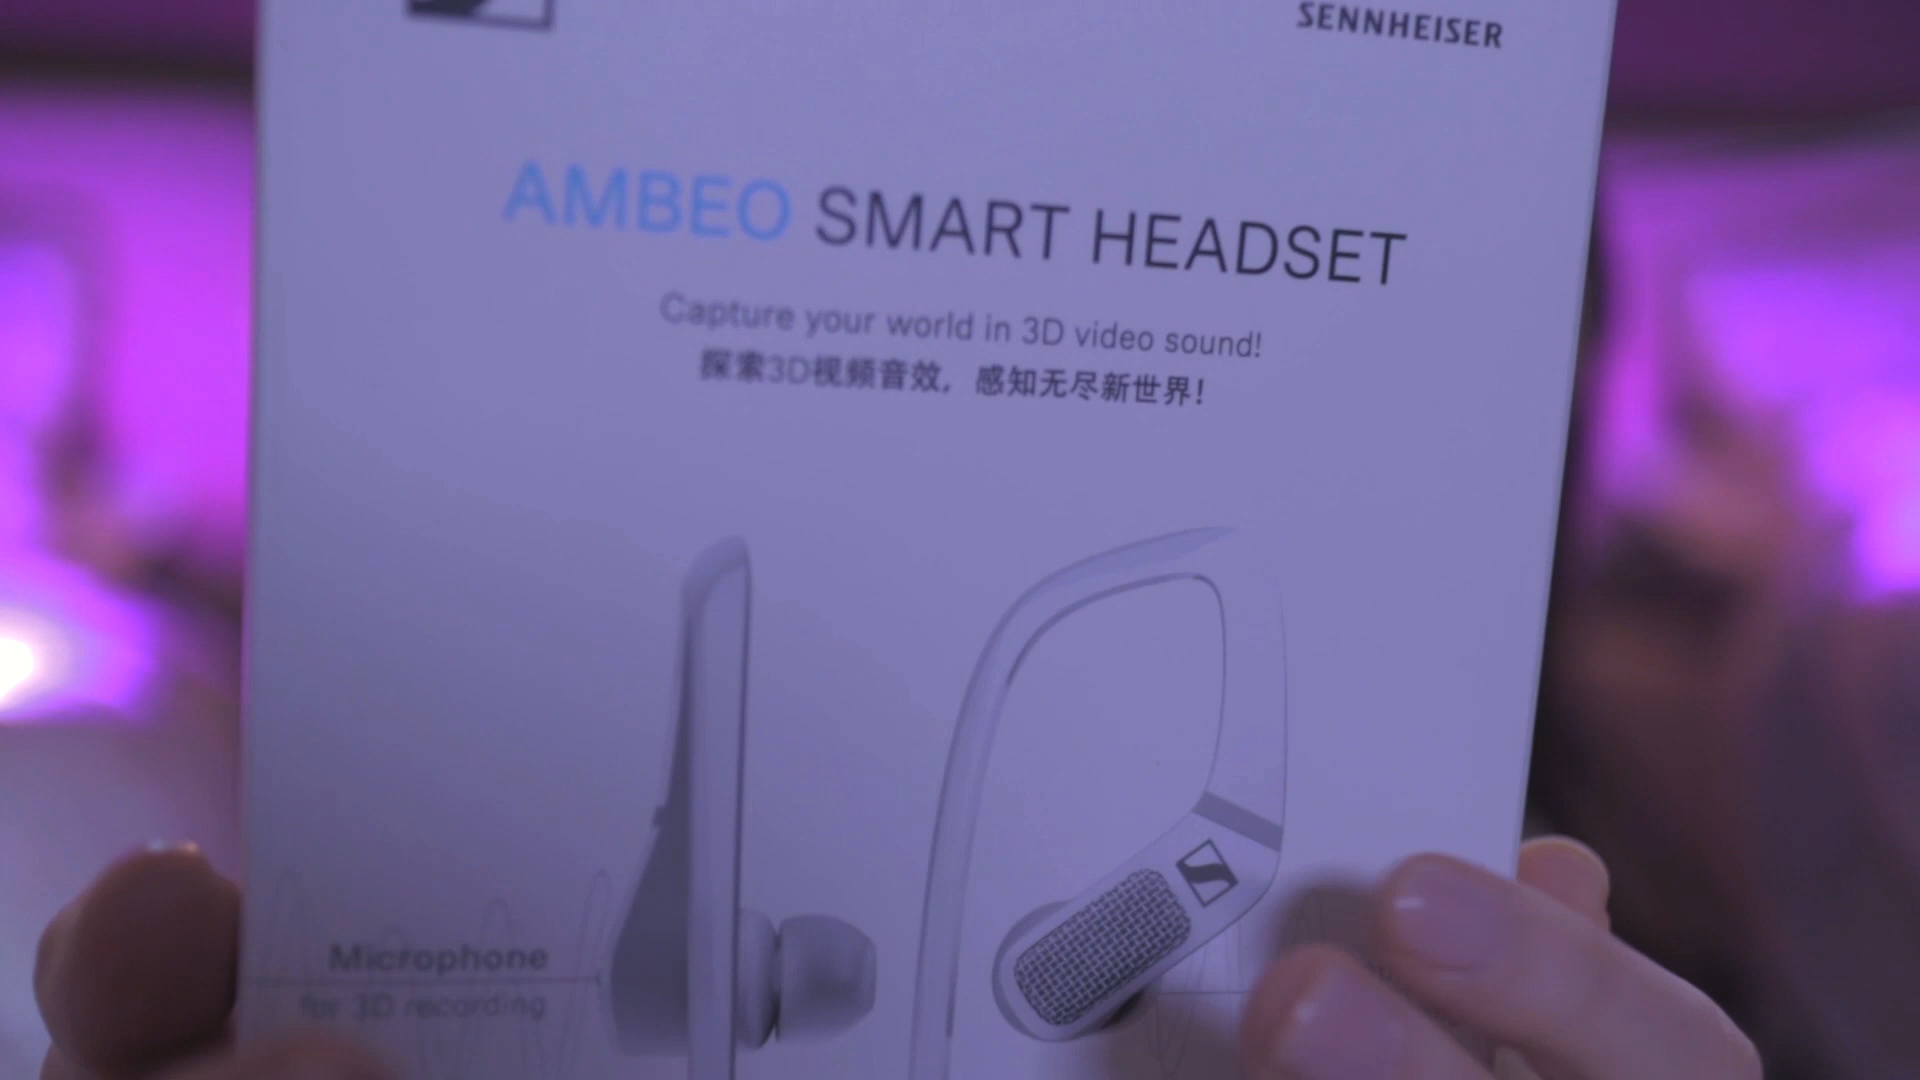 SENNHEISER
AMBEO SMART HEADSET
Capture your world in 3D video sound!
探索3D视频音效，感知无尽新世界！
Microphone
for 3D recording